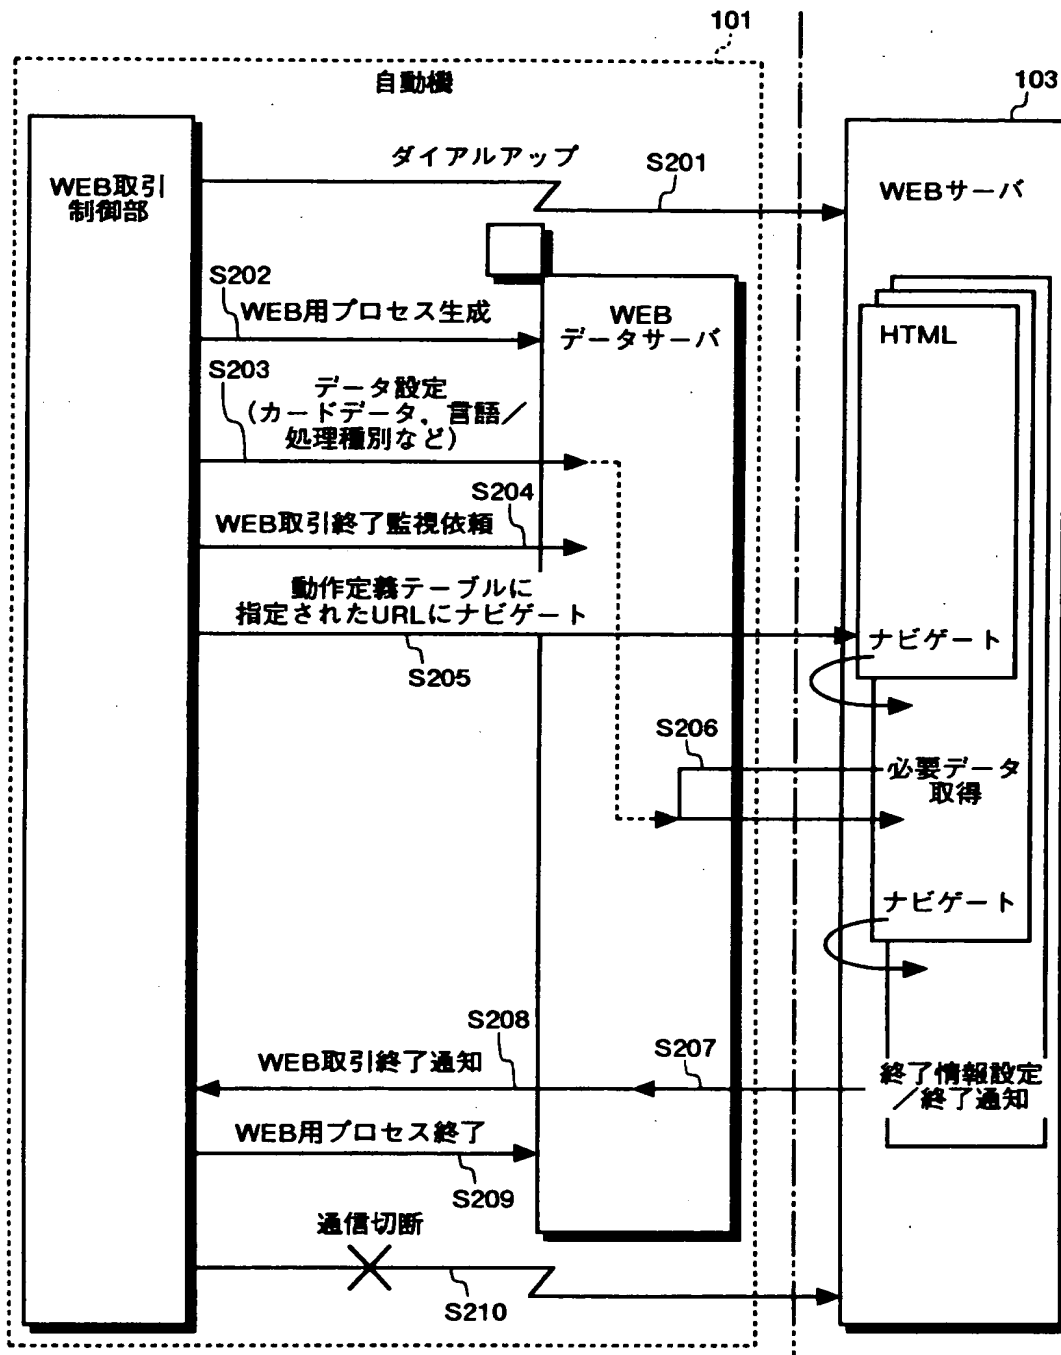 101
自動機
103
ダイアルアップ
S201
WEB取引
制御部
WEBサーバ
S202
WEB用プロセス生成
WEB
データサーバ
HTML
S203
データ設定
(カードデータ、言語/
処理種別など)
S204
WEB取引終了監視依頼
動作定義テーブルに
指定されたURLにナビゲート
S205
ナビゲート
S206
必要データ
取得
ナビゲート
S208
WEB取引終了通知
S207
終了情報設定
/終了通知
WEB用プロセス終了
S209
通信切断
S210